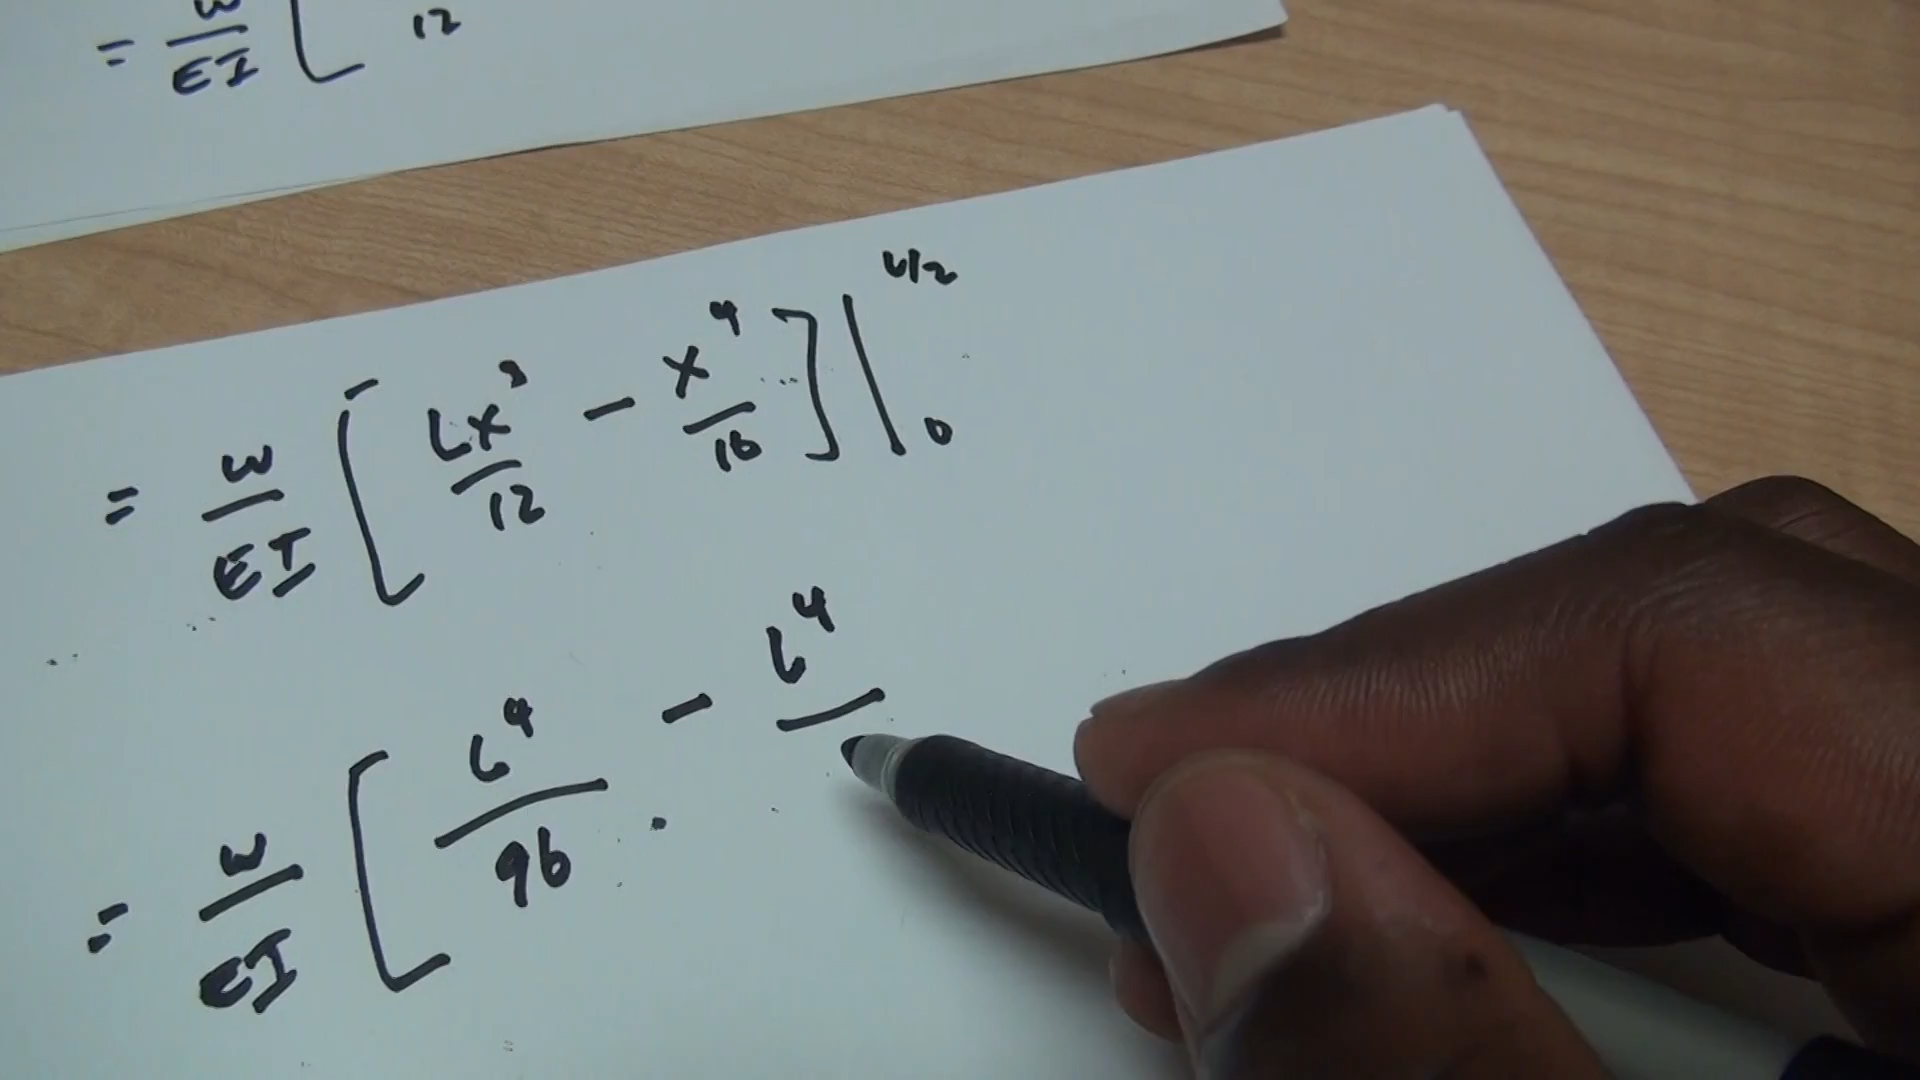 = w/EI [ 12
= w/EI [ Lx³/12 - x⁴/16 ] |₀^(L/2)
= w/EI [ L⁴/96 - L⁴/